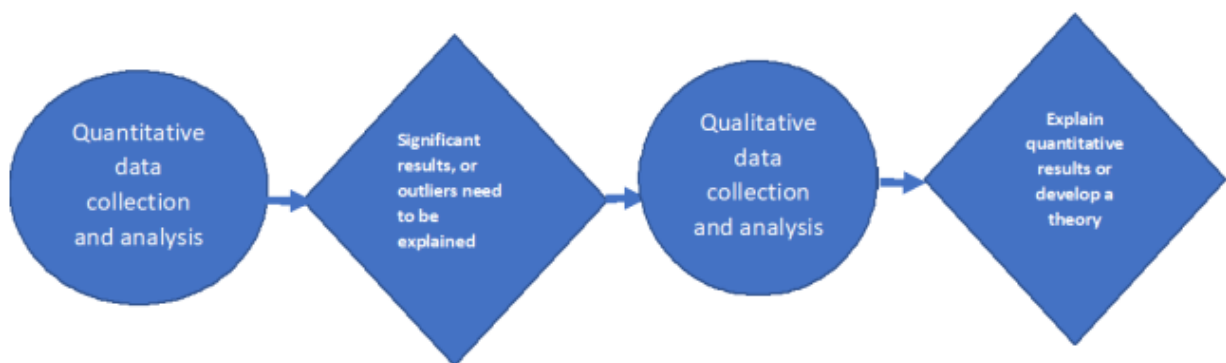 Quantitative
data
collection
and analysis
Significant
results, or
outliers need
to be
explained
Qualitative
data
collection
and analysis
Explain
quantitative
results or
develop a
theory